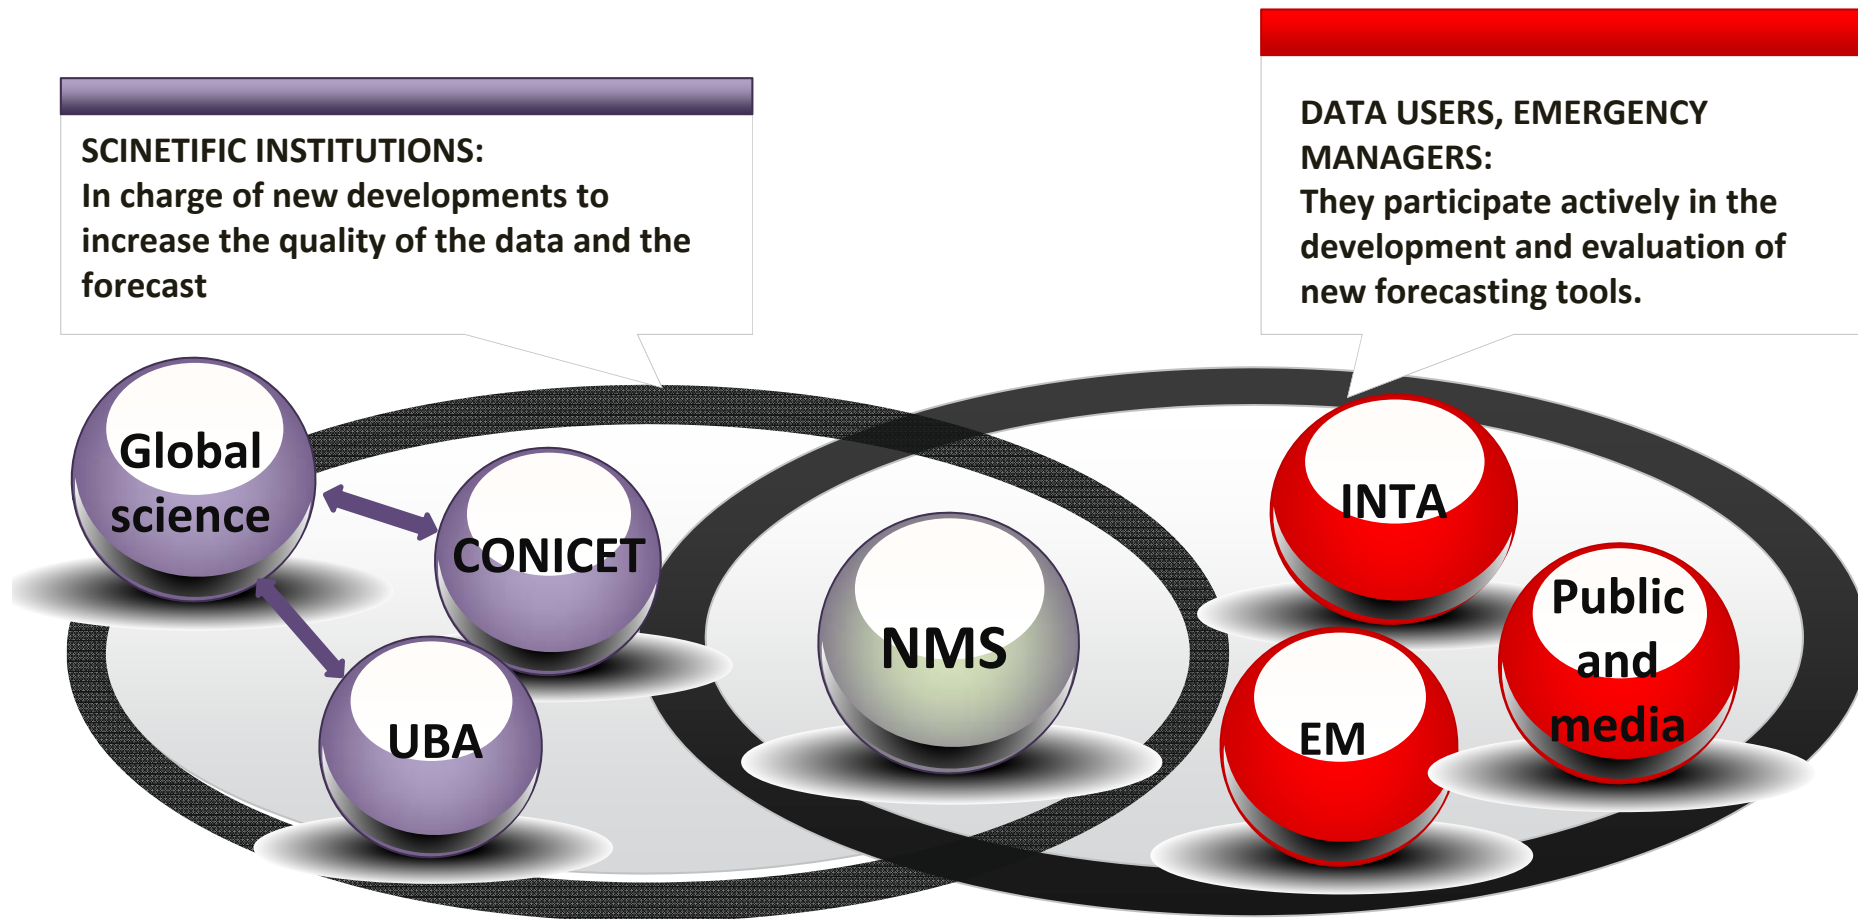 SCINETIFIC INSTITUTIONS:
In charge of new developments to
increase the quality of the data and the
forecast
DATA USERS, EMERGENCY
MANAGERS:
They participate actively in the
development and evaluation of
new forecasting tools.
Global
science
CONICET
UBA
NMS
INTA
EM
Public
and
media